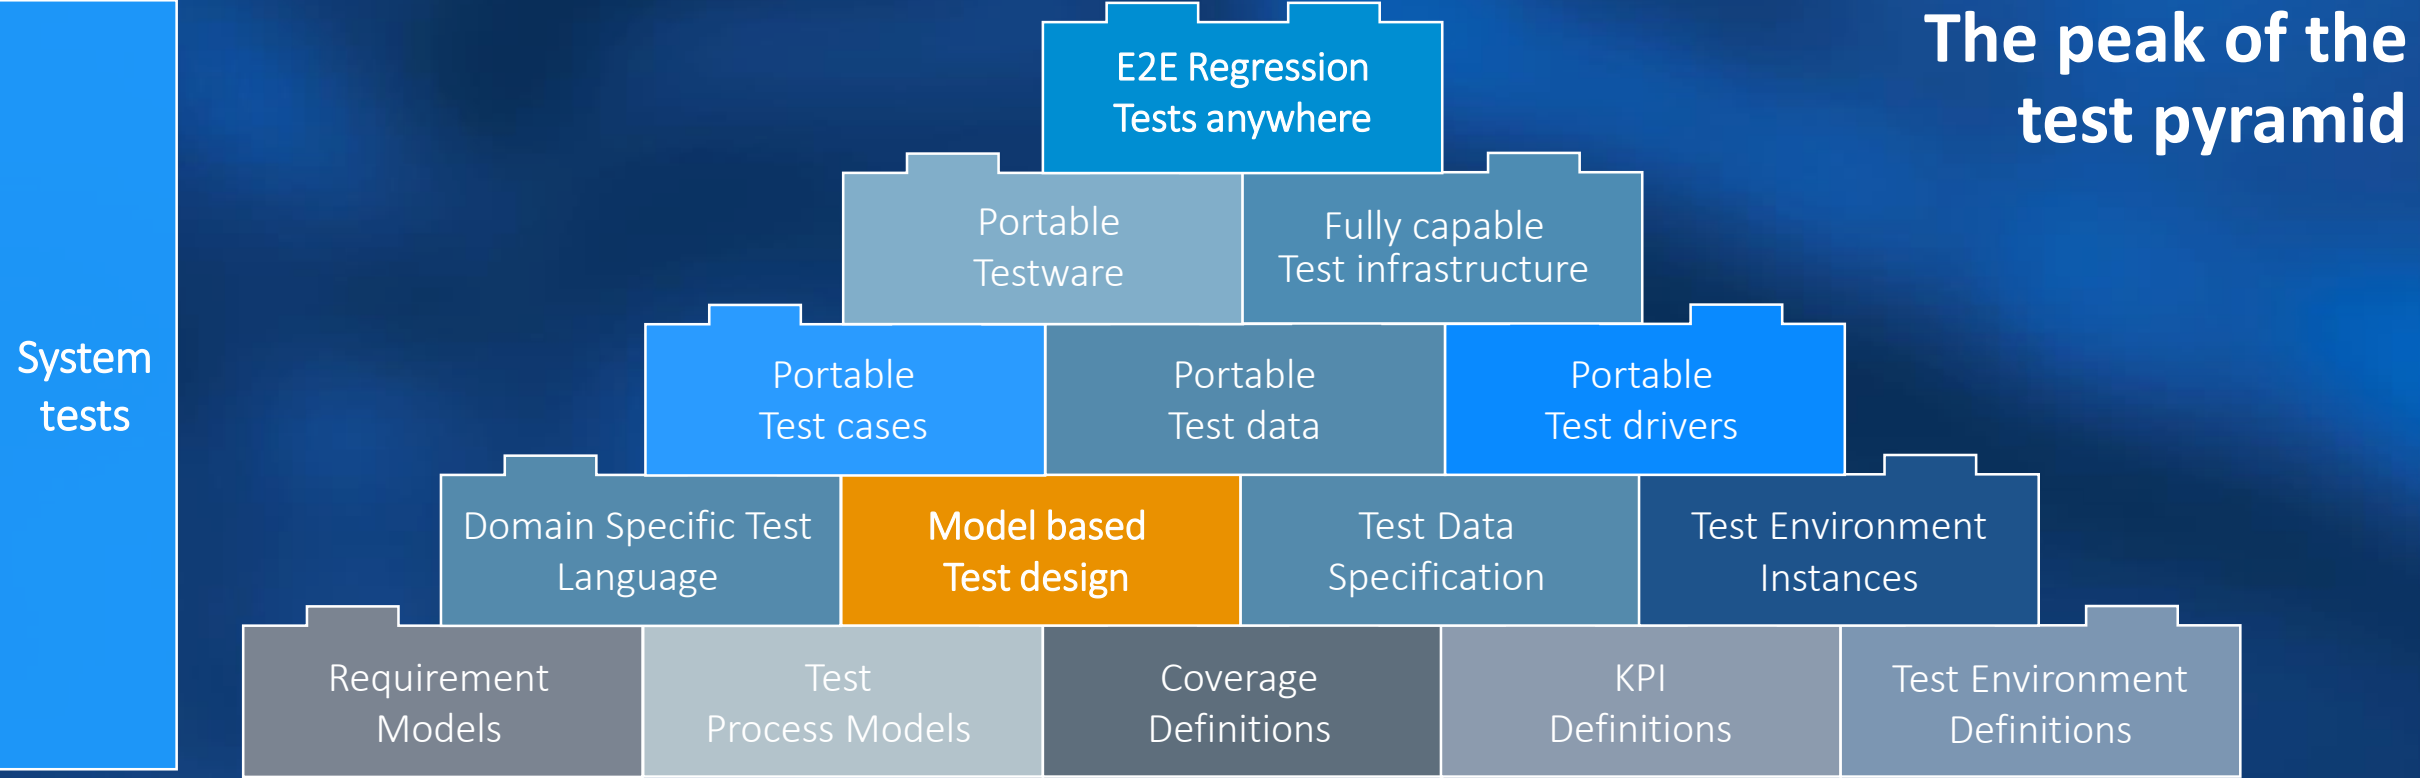 The peak of the
test pyramid
System
tests
E2E Regression
Tests anywhere
Portable
Testware
Fully capable
Test infrastructure
Portable
Test cases
Portable
Test data
Portable
Test drivers
Domain Specific Test
Language
Model based
Test design
Test Data
Specification
Test Environment
Instances
Requirement
Models
Test
Process Models
Coverage
Definitions
KPI
Definitions
Test Environment
Definitions